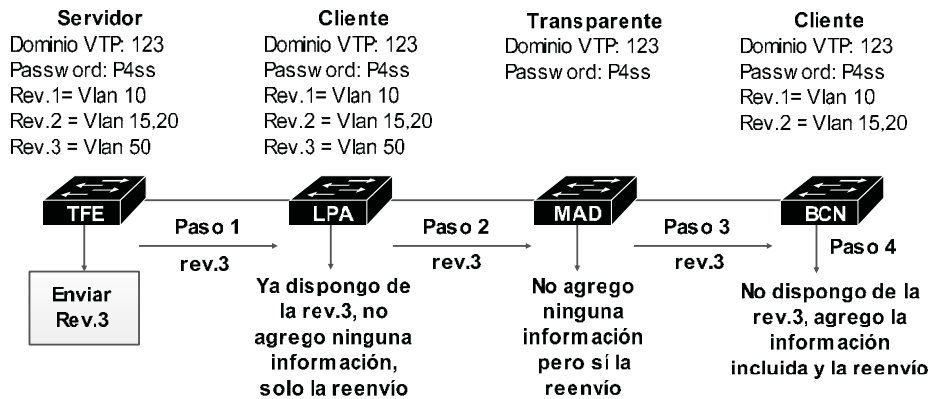 Servidor
Dominio VTP: 123
Password: P4ss
Rev.1= Vlan 10
Rev.2 = Vlan 15,20
Rev.3 = Vlan 50
Cliente
Dominio VTP: 123
Password: P4ss
Rev.1= Vlan 10
Rev.2 = Vlan 15,20
Rev.3 = Vlan 50
Transparente
Dominio VTP: 123
Password: P4ss
Cliente
Dominio VTP: 123
Password: P4ss
Rev.1= Vlan 10
Rev.2 = Vlan 15,20
TFE
Paso 1
rev.3
LPA
Paso 2
rev.3
MAD
Paso 3
rev.3
BCN
Paso 4
Enviar
Rev.3
Ya dispongo de
la rev.3, no
agrego ninguna
información,
solo la reenvío
No agrego
ninguna
información
pero sí la
reenvío
No dispongo de la
rev.3, agrego la
información
incluida y la reenvío